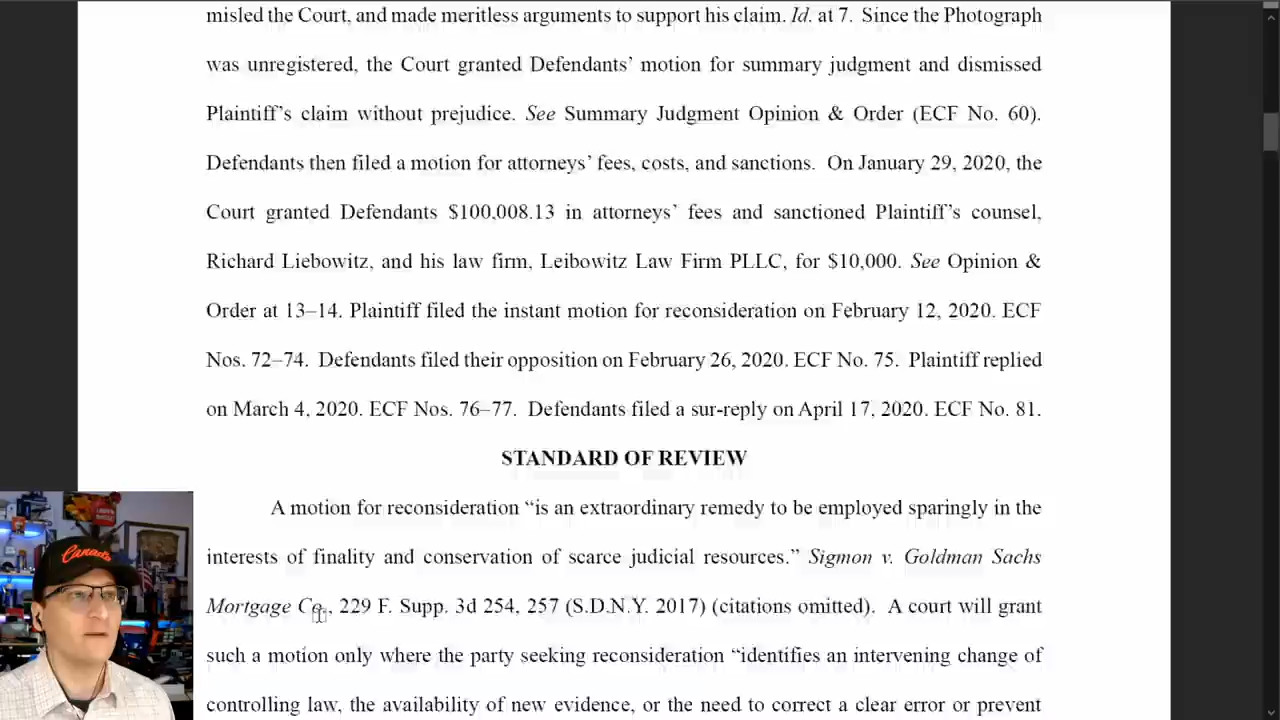 misled the Court, and made meritless arguments to support his claim. Id. at 7. Since the Photograph
was unregistered, the Court granted Defendants’ motion for summary judgment and dismissed
Plaintiff’s claim without prejudice. See Summary Judgment Opinion & Order (ECF No. 60).
Defendants then filed a motion for attorneys’ fees, costs, and sanctions. On January 29, 2020, the
Court granted Defendants $100,008.13 in attorneys’ fees and sanctioned Plaintiff’s counsel,
Richard Liebowitz, and his law firm, Leibowitz Law Firm PLLC, for $10,000. See Opinion &
Order at 13–14. Plaintiff filed the instant motion for reconsideration on February 12, 2020. ECF
Nos. 72–74. Defendants filed their opposition on February 26, 2020. ECF No. 75. Plaintiff replied
on March 4, 2020. ECF Nos. 76–77. Defendants filed a sur-reply on April 17, 2020. ECF No. 81.
STANDARD OF REVIEW
A motion for reconsideration “is an extraordinary remedy to be employed sparingly in the
interests of finality and conservation of scarce judicial resources.” Sigmon v. Goldman Sachs
Mortgage Co., 229 F. Supp. 3d 254, 257 (S.D.N.Y. 2017) (citations omitted). A court will grant
such a motion only where the party seeking reconsideration “identifies an intervening change of
controlling law, the availability of new evidence, or the need to correct a clear error or prevent
Canada